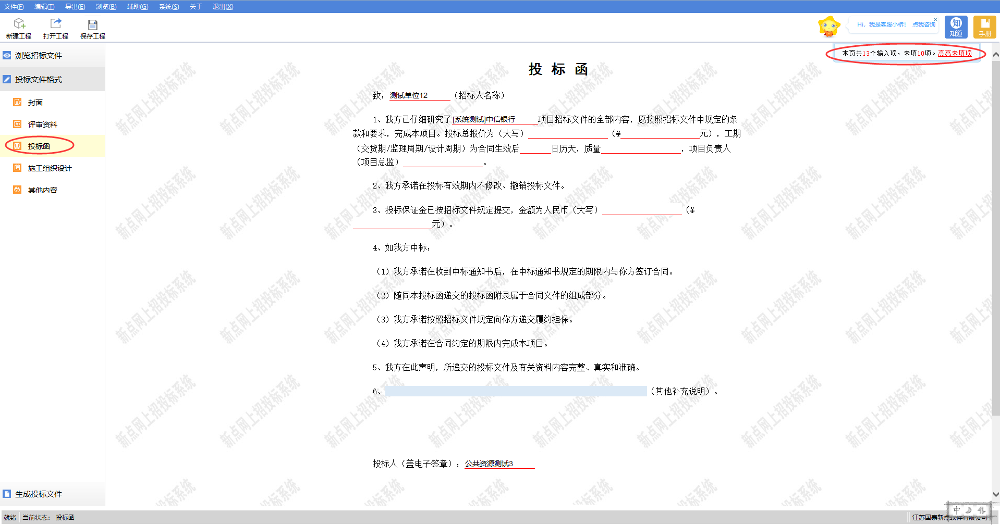 文件(F) 编辑(T) 导出(E) 浏览(B) 辅助(G) 系统(S) 关于 退出(X)
新建工程 打开工程 保存工程
Hi，我是客服小桥！ 点我咨询
知 知道
手册
浏览招标文件
投标文件格式
封面
评审资料
投标函
施工组织设计
其他内容
生成投标文件
本页共13个输入项，未填10项。高亮未填项
投 标 函
致：测试单位12（招标人名称）
1、我方已仔细研究了[系统测试]中信银行 项目招标文件的全部内容，愿按照招标文件中规定的条
款和要求，完成本项目。投标总报价为（大写）（¥ 元），工期
（交货期/监理周期/设计周期）为合同生效后 日历天，质量 ，项目负责人
（项目总监） 。
2、我方承诺在投标有效期内不修改、撤销投标文件。
3、投标保证金已按招标文件规定提交，金额为人民币（大写） （¥
元）。
4、如我方中标：
（1）我方承诺在收到中标通知书后，在中标通知书规定的期限内与你方签订合同。
（2）随同本投标函递交的投标函附录属于合同文件的组成部分。
（3）我方承诺按照招标文件规定向你方递交履约担保。
（4）我方承诺在合同约定的期限内完成本项目。
5、我方在此声明，所递交的投标文件及有关资料内容完整、真实和准确。
6、 （其他补充说明）。
投标人（盖电子签章）：公共资源测试3
新点网上招投标系统
就绪 当前状态： 投标函
江苏国泰新点软件有限公司
中